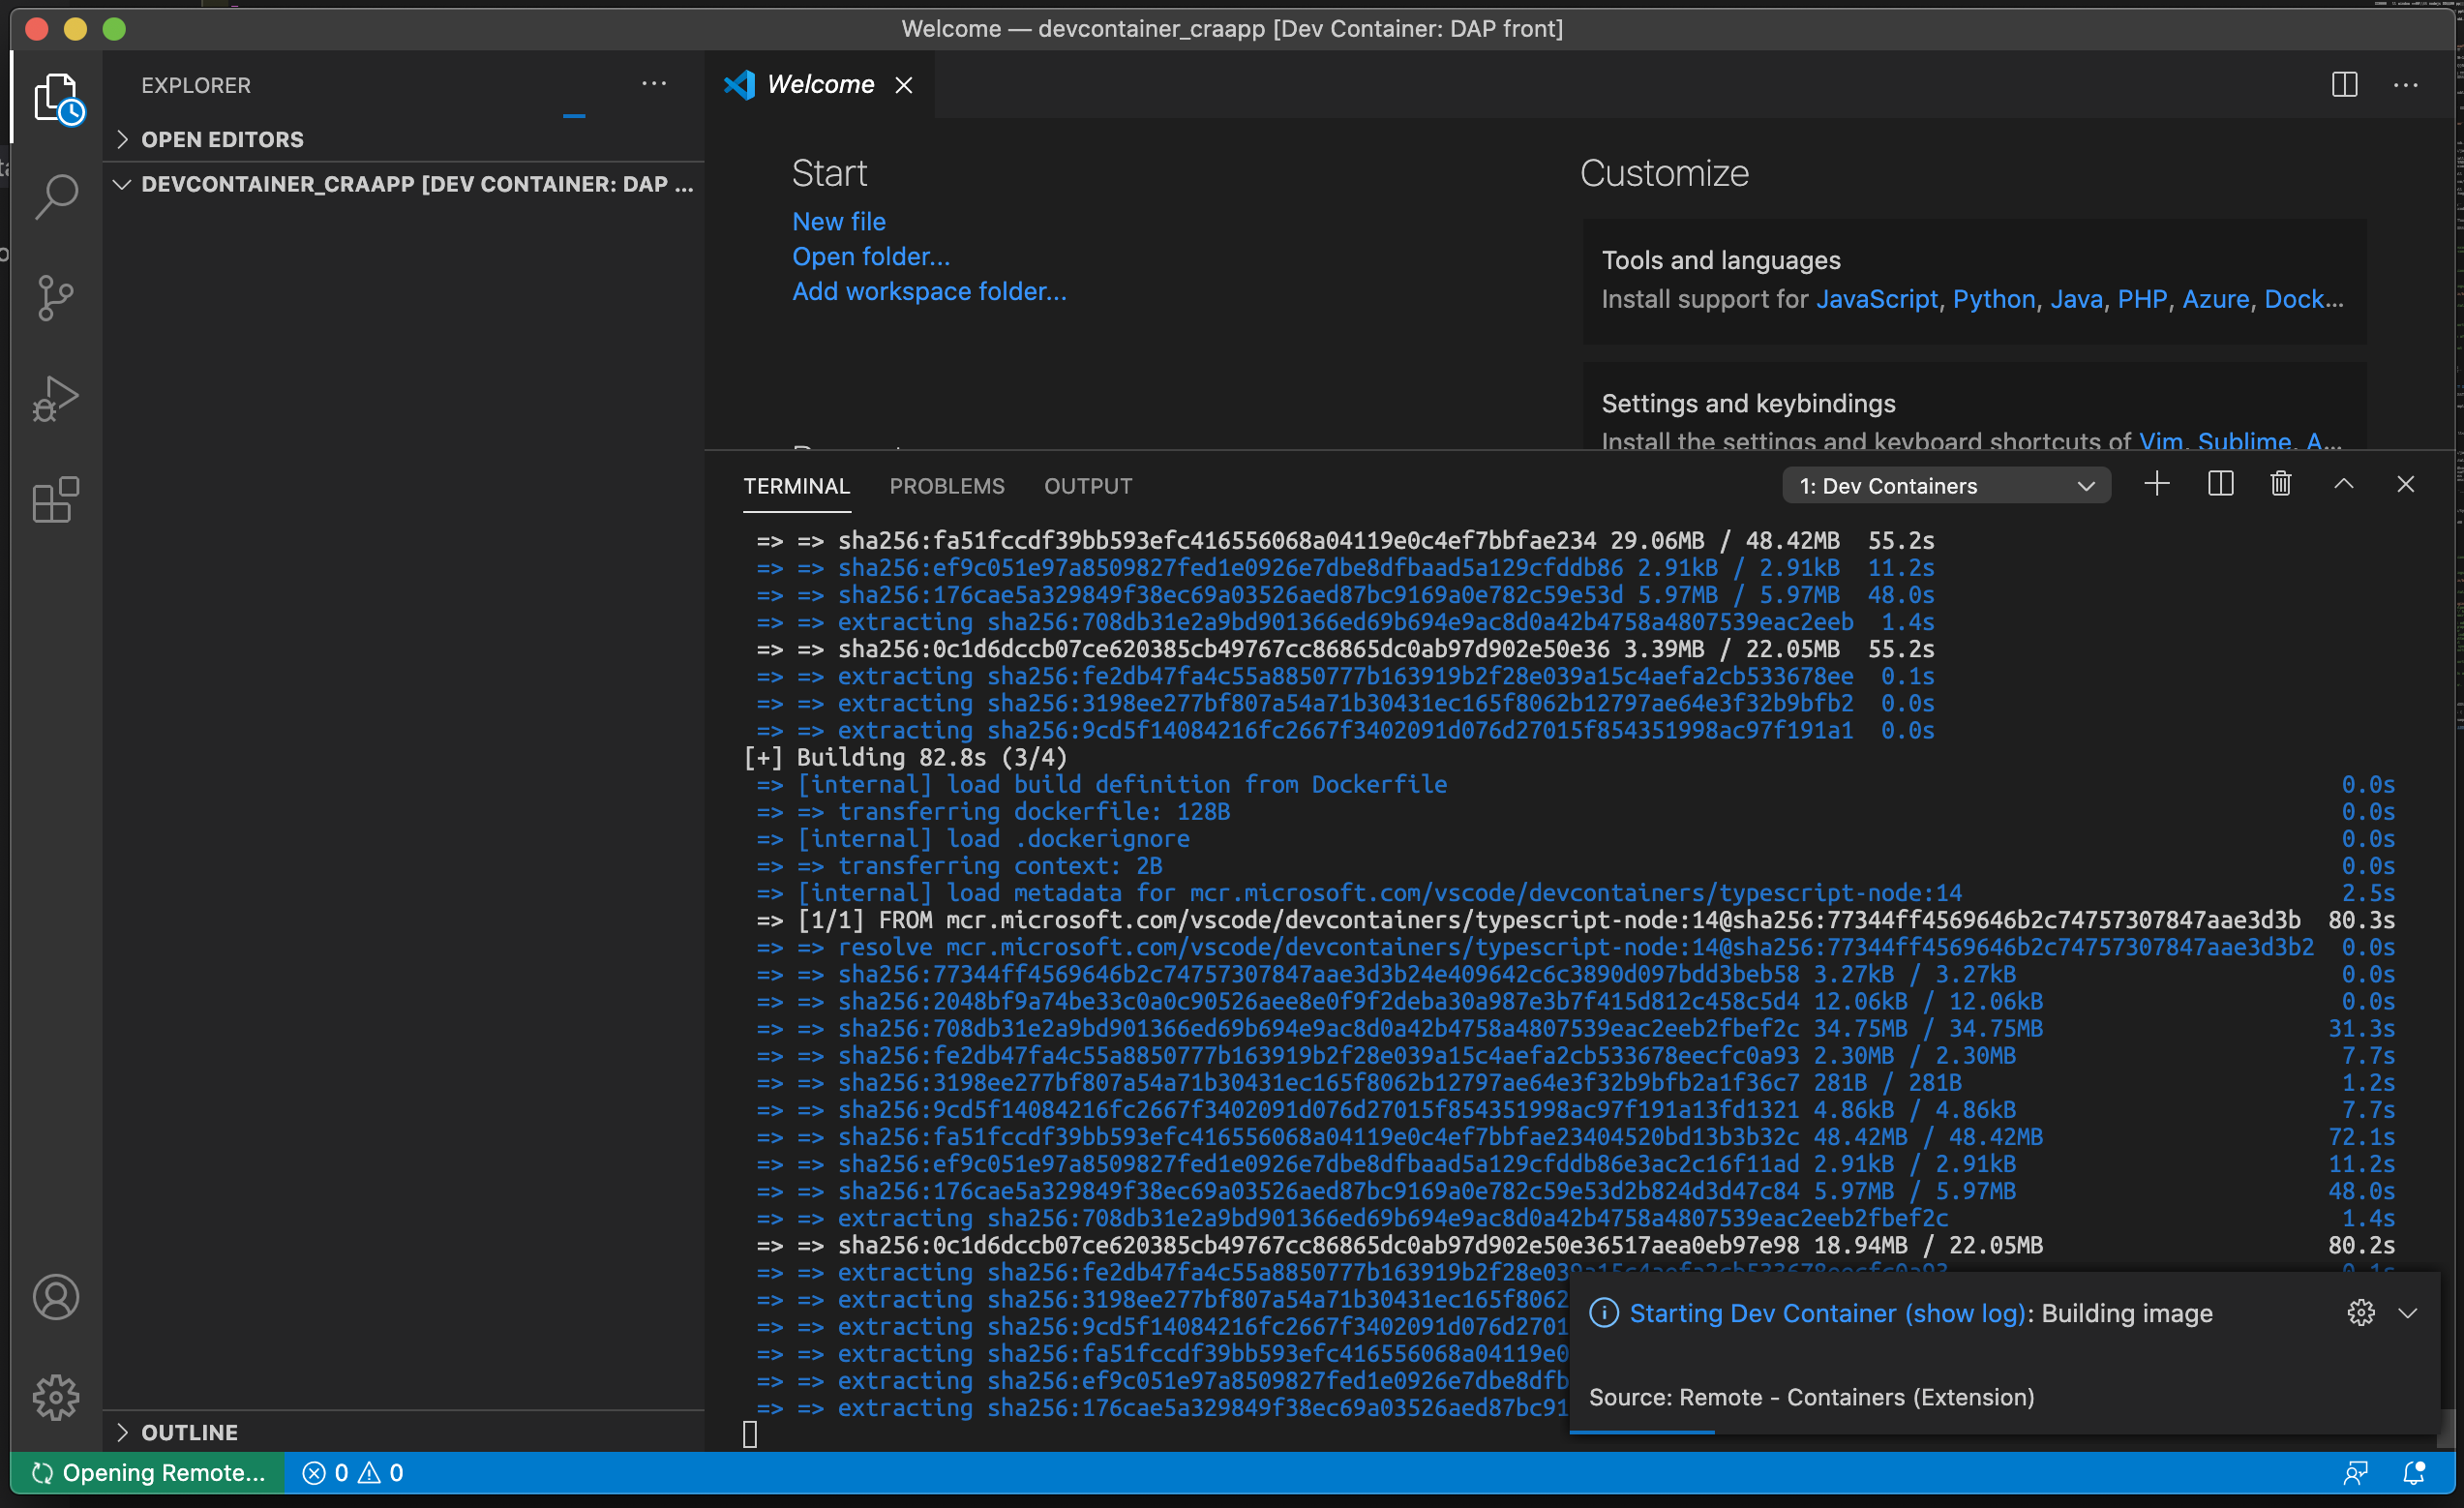 Welcome — devcontainer_craapp [Dev Container: DAP front]
EXPLORER
OPEN EDITORS
DEVCONTAINER_CRAAPP [DEV CONTAINER: DAP ...
OUTLINE
Welcome
Start
New file
Open folder...
Add workspace folder...
Customize
Tools and languages
Install support for JavaScript, Python, Java, PHP, Azure, Dock...
Settings and keybindings
Install the settings and keyboard shortcuts of Vim, Sublime, A...
TERMINAL PROBLEMS OUTPUT
1: Dev Containers
=> => sha256:fa51fccdf39bb593efc416556068a04119e0c4ef7bbfae234 29.06MB / 48.42MB 55.2s
=> => sha256:ef9c051e97a8509827fed1e0926e7dbe8dfbaad5a129cfddb86 2.91kB / 2.91kB 11.2s
=> => sha256:176cae5a329849f38ec69a03526aed87bc9169a0e782c59e53d 5.97MB / 5.97MB 48.0s
=> => extracting sha256:708db31e2a9bd901366ed69b694e9ac8d0a42b4758a4807539eac2eeb 1.4s
=> => sha256:0c1d6dccb07ce620385cb49767cc86865dc0ab97d902e50e36 3.39MB / 22.05MB 55.2s
=> => extracting sha256:fe2db47fa4c55a8850777b163919b2f28e039a15c4aefa2cb533678ee 0.1s
=> => extracting sha256:3198ee277bf807a54a71b30431ec165f8062b12797ae64e3f32b9bfb2 0.0s
=> => extracting sha256:9cd5f14084216fc2667f3402091d076d27015f854351998ac97f191a1 0.0s
[+] Building 82.8s (3/4)
=> [internal] load build definition from Dockerfile 0.0s
=> => transferring dockerfile: 128B 0.0s
=> [internal] load .dockerignore 0.0s
=> => transferring context: 2B 0.0s
=> [internal] load metadata for mcr.microsoft.com/vscode/devcontainers/typescript-node:14 2.5s
=> [1/1] FROM mcr.microsoft.com/vscode/devcontainers/typescript-node:14@sha256:77344ff4569646b2c74757307847aae3d3b 80.3s
=> => resolve mcr.microsoft.com/vscode/devcontainers/typescript-node:14@sha256:77344ff4569646b2c74757307847aae3d3b2 0.0s
=> => sha256:77344ff4569646b2c74757307847aae3d3b24e409642c6c3890d097bdd3beb58 3.27kB / 3.27kB 0.0s
=> => sha256:2048bf9a74be33c0a0c90526aee8e0f9f2deba30a987e3b7f415d812c458c5d4 12.06kB / 12.06kB 0.0s
=> => sha256:708db31e2a9bd901366ed69b694e9ac8d0a42b4758a4807539eac2eeb2fbef2c 34.75MB / 34.75MB 31.3s
=> => sha256:fe2db47fa4c55a8850777b163919b2f28e039a15c4aefa2cb533678eecfc0a93 2.30MB / 2.30MB 7.7s
=> => sha256:3198ee277bf807a54a71b30431ec165f8062b12797ae64e3f32b9bfb2a1f36c7 281B / 281B 1.2s
=> => sha256:9cd5f14084216fc2667f3402091d076d27015f854351998ac97f191a13fd1321 4.86kB / 4.86kB 7.7s
=> => sha256:fa51fccdf39bb593efc416556068a04119e0c4ef7bbfae23404520bd13b3b32c 48.42MB / 48.42MB 72.1s
=> => sha256:ef9c051e97a8509827fed1e0926e7dbe8dfbaad5a129cfddb86e3ac2c16f11ad 2.91kB / 2.91kB 11.2s
=> => sha256:176cae5a329849f38ec69a03526aed87bc9169a0e782c59e53d2b824d3d47c84 5.97MB / 5.97MB 48.0s
=> => extracting sha256:708db31e2a9bd901366ed69b694e9ac8d0a42b4758a4807539eac2eeb2fbef2c 1.4s
=> => sha256:0c1d6dccb07ce620385cb49767cc86865dc0ab97d902e50e36517aea0eb97e98 18.94MB / 22.05MB 80.2s
=> => extracting sha256:fe2db47fa4c55a8850777b163919b2f28e039a15c4aefa2cb533678eecfc0a93 0.1s
=> => extracting sha256:3198ee277bf807a54a71b30431ec165f8062
=> => extracting sha256:9cd5f14084216fc2667f3402091d076d2701
=> => extracting sha256:fa51fccdf39bb593efc416556068a04119e0
=> => extracting sha256:ef9c051e97a8509827fed1e0926e7dbe8dfb
=> => extracting sha256:176cae5a329849f38ec69a03526aed87bc91
Starting Dev Container (show log): Building image
Source: Remote - Containers (Extension)
Opening Remote... 0 0